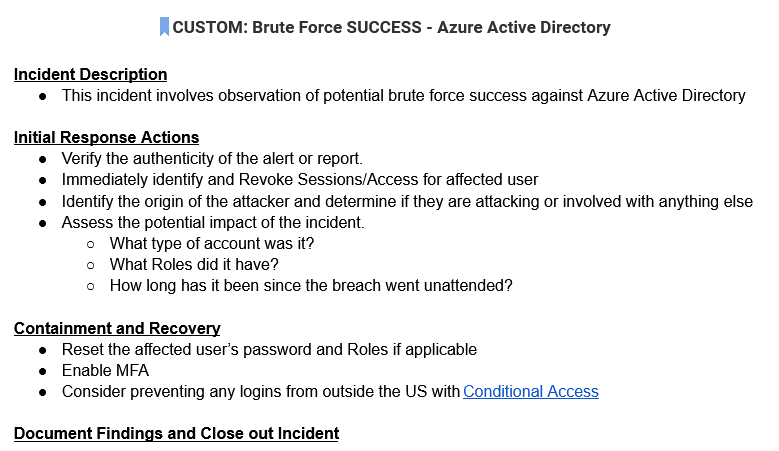 CUSTOM: Brute Force SUCCESS - Azure Active Directory
Incident Description
● This incident involves observation of potential brute force success against Azure Active Directory
Initial Response Actions
● Verify the authenticity of the alert or report.
● Immediately identify and Revoke Sessions/Access for affected user
● Identify the origin of the attacker and determine if they are attacking or involved with anything else
● Assess the potential impact of the incident.
○ What type of account was it?
○ What Roles did it have?
○ How long has it been since the breach went unattended?
Containment and Recovery
● Reset the affected user’s password and Roles if applicable
● Enable MFA
● Consider preventing any logins from outside the US with Conditional Access
Document Findings and Close out Incident